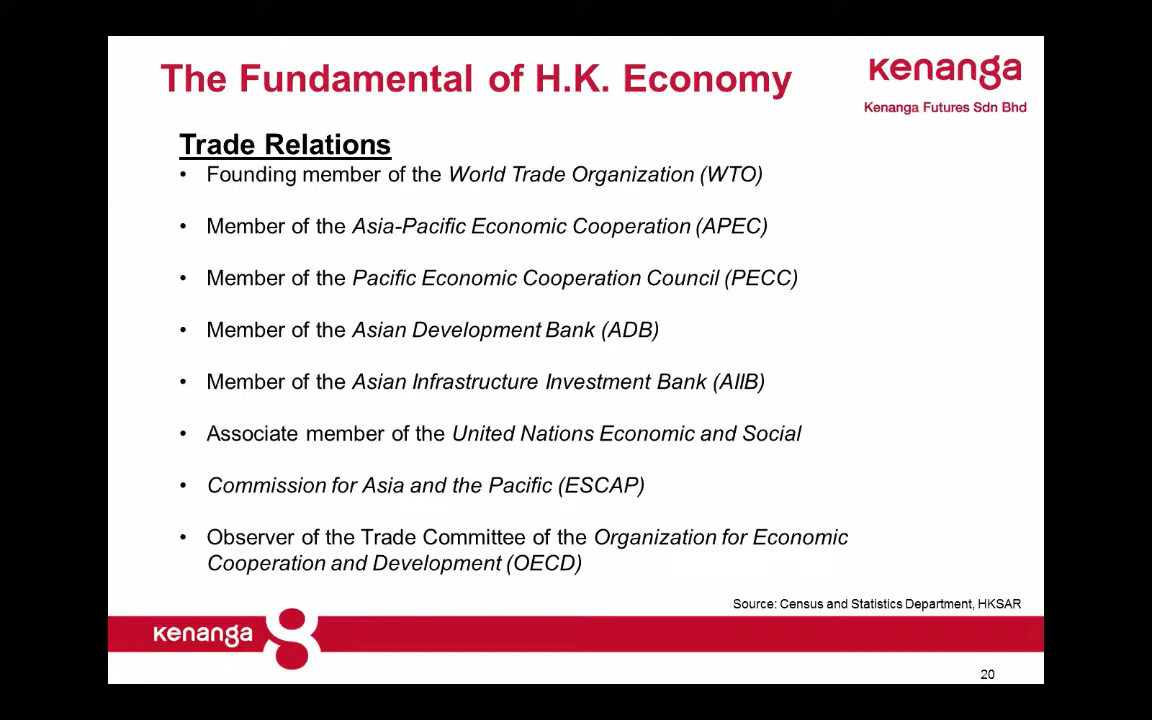 The Fundamental of H.K. Economy
Kenanga
Kenanga Futures Sdn Bhd
Trade Relations
• Founding member of the World Trade Organization (WTO)
• Member of the Asia-Pacific Economic Cooperation (APEC)
• Member of the Pacific Economic Cooperation Council (PECC)
• Member of the Asian Development Bank (ADB)
• Member of the Asian Infrastructure Investment Bank (AIIB)
• Associate member of the United Nations Economic and Social
• Commission for Asia and the Pacific (ESCAP)
• Observer of the Trade Committee of the Organization for Economic
Cooperation and Development (OECD)
Source: Census and Statistics Department, HKSAR
Kenanga
20